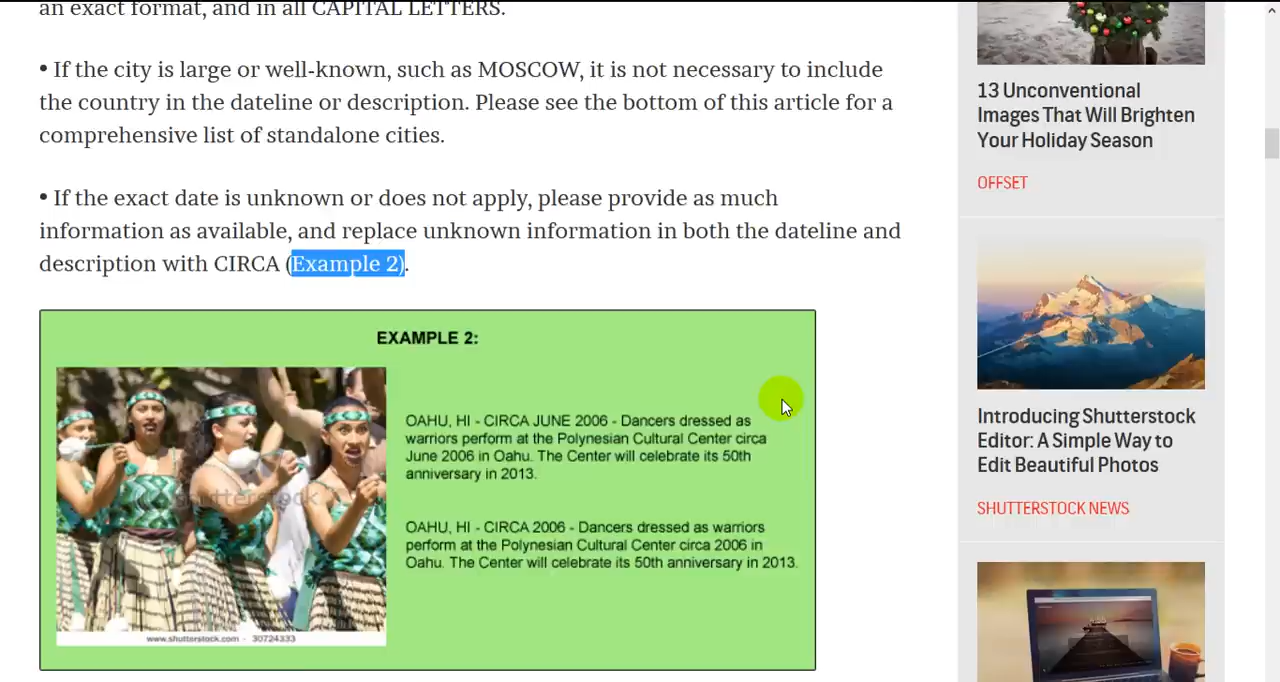 an exact format, and in all CAPITAL LETTERS.
• If the city is large or well-known, such as MOSCOW, it is not necessary to include
the country in the dateline or description. Please see the bottom of this article for a
comprehensive list of standalone cities.
• If the exact date is unknown or does not apply, please provide as much
information as available, and replace unknown information in both the dateline and
description with CIRCA (Example 2).
EXAMPLE 2:
OAHU, HI - CIRCA JUNE 2006 - Dancers dressed as
warriors perform at the Polynesian Cultural Center circa
June 2006 in Oahu. The Center will celebrate its 50th
anniversary in 2013.
OAHU, HI - CIRCA 2006 - Dancers dressed as warriors
perform at the Polynesian Cultural Center circa 2006 in
Oahu. The Center will celebrate its 50th anniversary in 2013.
shutterstock
www.shutterstock.com - 30724333
13 Unconventional
Images That Will Brighten
Your Holiday Season
OFFSET
Introducing Shutterstock
Editor: A Simple Way to
Edit Beautiful Photos
SHUTTERSTOCK NEWS